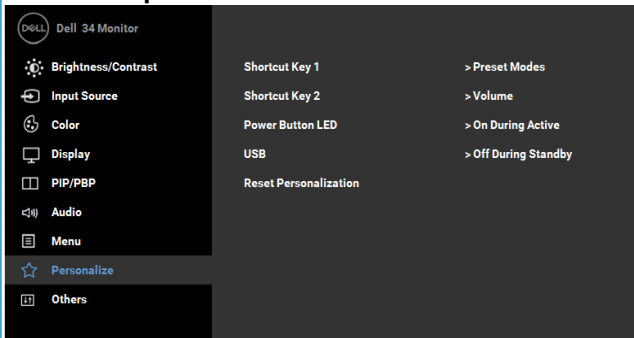 DELL Dell 34 Monitor
Brightness/Contrast Shortcut Key 1 > Preset Modes
Input Source Shortcut Key 2 > Volume
Color Power Button LED > On During Active
Display USB > Off During Standby
PIP/PBP Reset Personalization
Audio
Menu
Personalize
Others